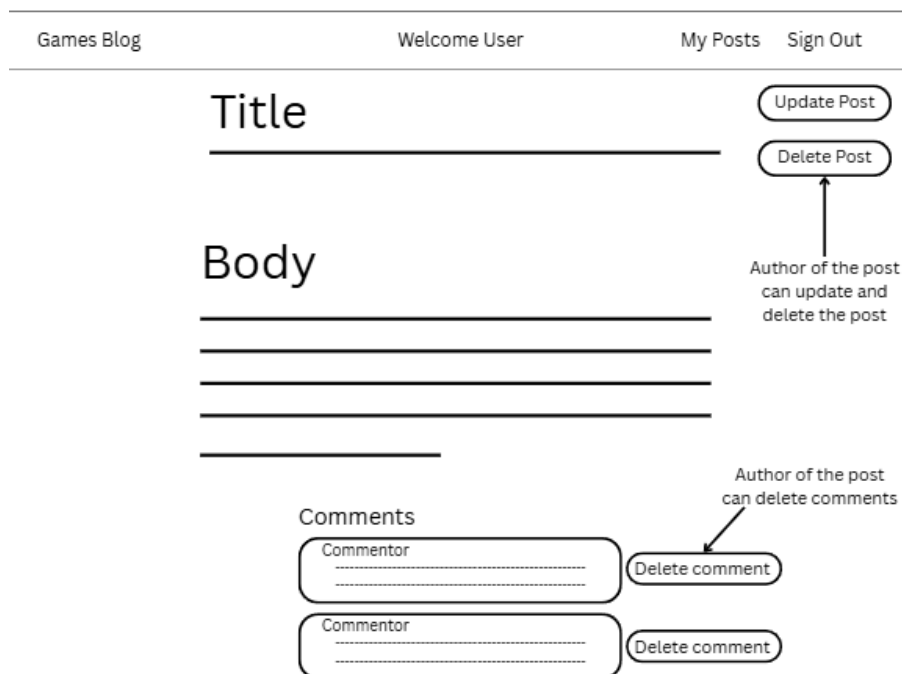 Games Blog
Welcome User
My Posts
Sign Out
Title
Update Post
Delete Post
Body
Author of the post
can update and
delete the post
Author of the post
can delete comments
Comments
Commentor
Delete comment
Commentor
Delete comment